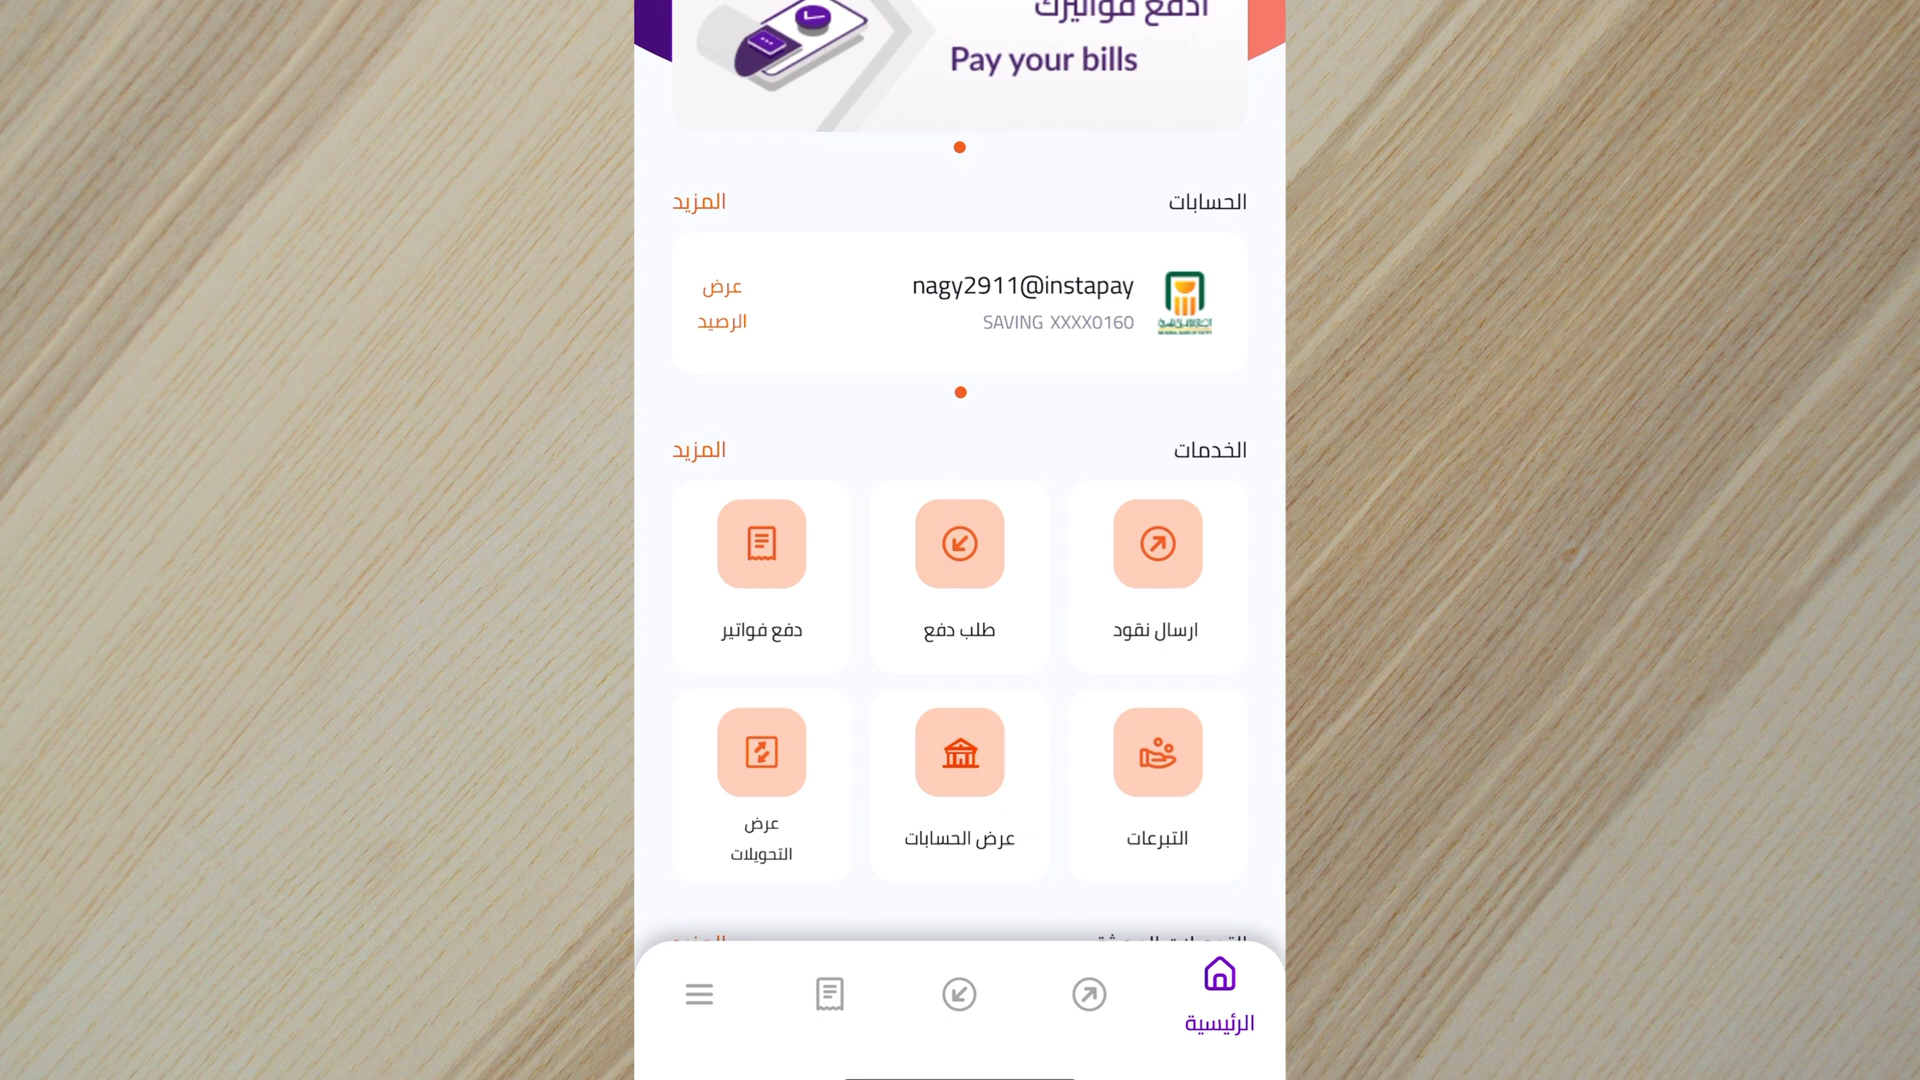 ادفع فواتيرك
Pay your bills
الحسابات
المزيد
nagy2911@instapay
SAVING XXXX0160
عرض
الرصيد
الخدمات
المزيد
ارسال نقود
طلب دفع
دفع فواتير
التبرعات
عرض الحسابات
عرض
التحويلات
الرئيسية